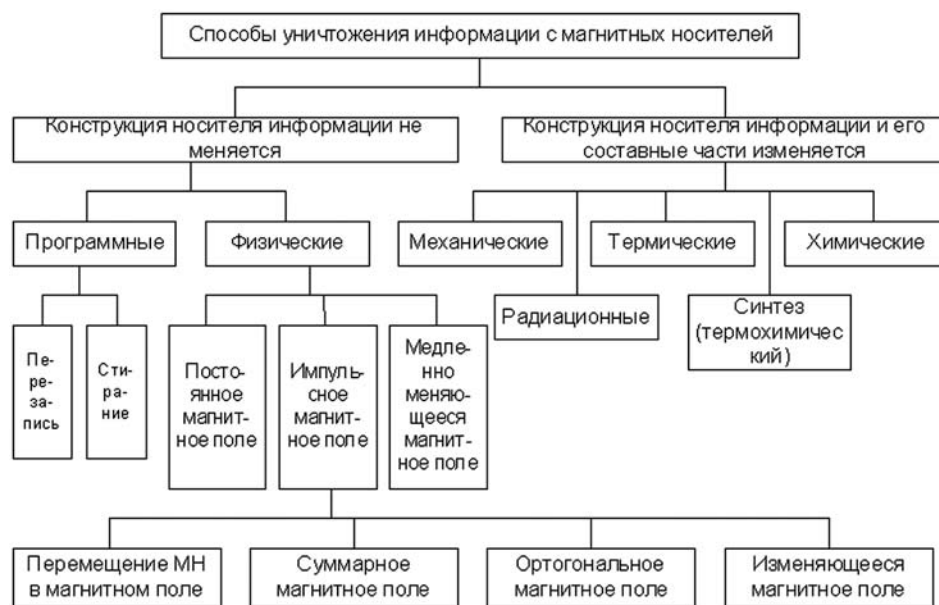 Способы уничтожения информации с магнитных носителей
Конструкция носителя информации не
меняется
Конструкция носителя информации и его
составные части изменяется
Программные
Физические
Механические
Термические
Химические
Радиационные
Синтез
(термохимичес
кий)
Пе-
ре-
за-
пись
Сти-
ра-
ние
Посто-
янное
магнит-
ное поле
Импуль-
сное
магнит-
ное поле
Медле-
нно
меняю-
щееся
магнит-
ное поле
Перемещение МН
в магнитном поле
Суммарное
магнитное поле
Ортогональное
магнитное поле
Изменяющееся
магнитное поле